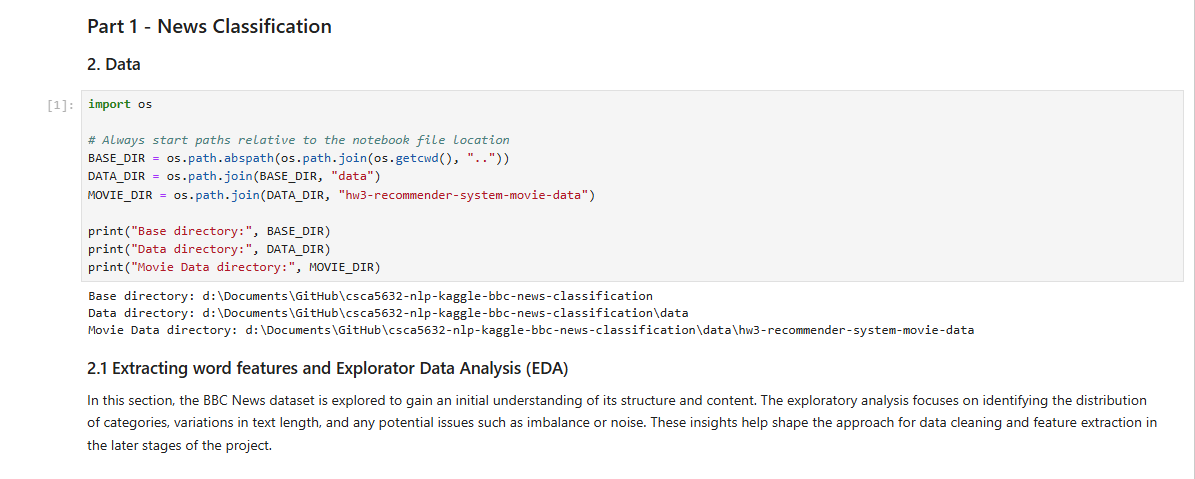 Part 1 - News Classification
2. Data
[1]:
import os
# Always start paths relative to the notebook file location
BASE_DIR = os.path.abspath(os.path.join(os.getcwd(), ".."))
DATA_DIR = os.path.join(BASE_DIR, "data")
MOVIE_DIR = os.path.join(DATA_DIR, "hw3-recommender-system-movie-data")
print("Base directory:", BASE_DIR)
print("Data directory:", DATA_DIR)
print("Movie Data directory:", MOVIE_DIR)
Base directory: d:\Documents\GitHub\csca5632-nlp-kaggle-bbc-news-classification
Data directory: d:\Documents\GitHub\csca5632-nlp-kaggle-bbc-news-classification\data
Movie Data directory: d:\Documents\GitHub\csca5632-nlp-kaggle-bbc-news-classification\data\hw3-recommender-system-movie-data
2.1 Extracting word features and Explorator Data Analysis (EDA)
In this section, the BBC News dataset is explored to gain an initial understanding of its structure and content. The exploratory analysis focuses on identifying the distribution
of categories, variations in text length, and any potential issues such as imbalance or noise. These insights help shape the approach for data cleaning and feature extraction in
the later stages of the project.